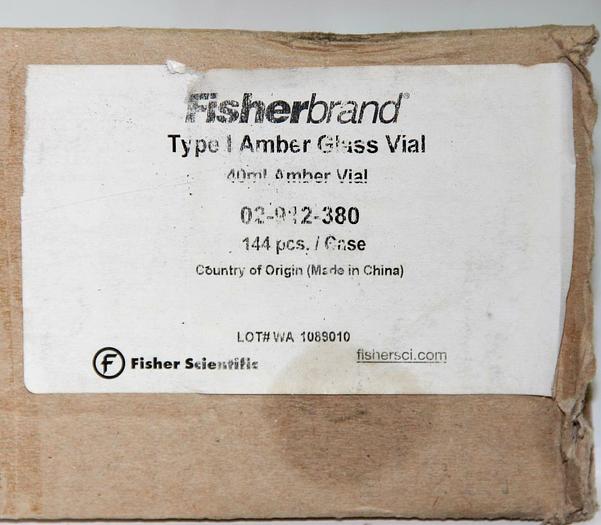 Fisherbrand®
Type I Amber Glass Vial
40ml Amber Vial
02-912-380
144 pcs. / Case
Country of Origin (Made in China)
LOT# WA 1089010
F Fisher Scientific
fishersci.com